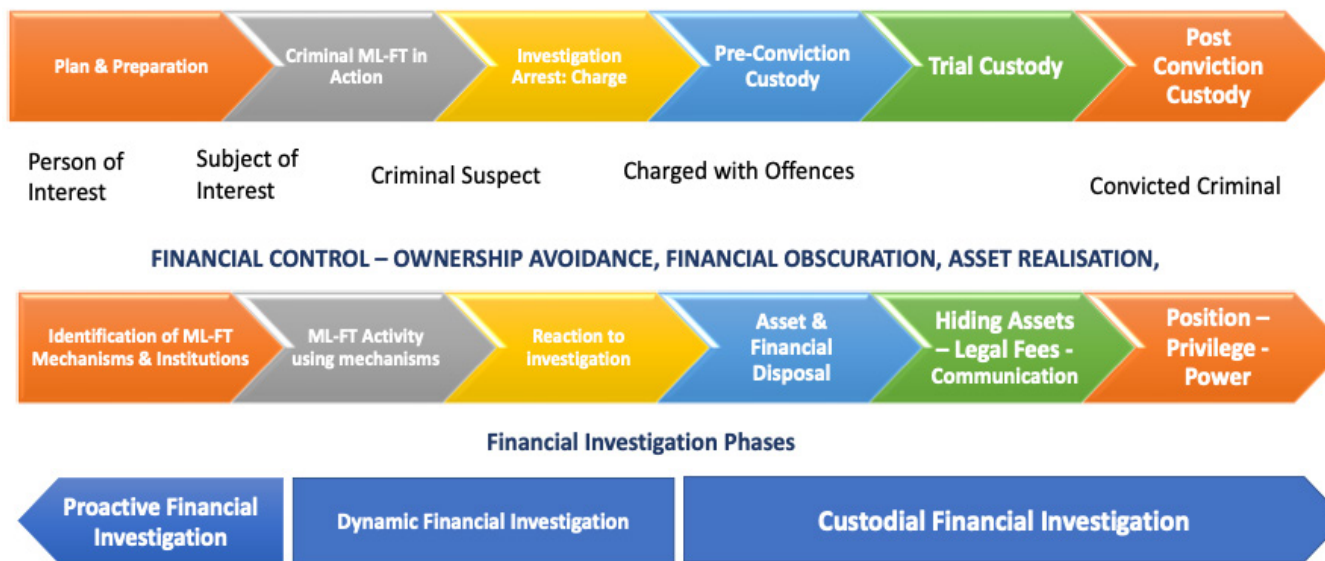 Plan & Preparation
Criminal ML-FT in
Action
Investigation
Arrest: Charge
Pre-Conviction
Custody
Trial Custody
Post
Conviction
Custody
Person of
Interest
Subject of
Interest
Criminal Suspect
Charged with Offences
Convicted Criminal
FINANCIAL CONTROL – OWNERSHIP AVOIDANCE, FINANCIAL OBSCURATION, ASSET REALISATION,
Identification of ML-FT
Mechanisms & Institutions
ML-FT Activity
using mechanisms
Reaction to
investigation
Asset &
Financial
Disposal
Hiding Assets
– Legal Fees -
Communication
Position –
Privilege -
Power
Financial Investigation Phases
Proactive Financial
Investigation
Dynamic Financial Investigation
Custodial Financial Investigation